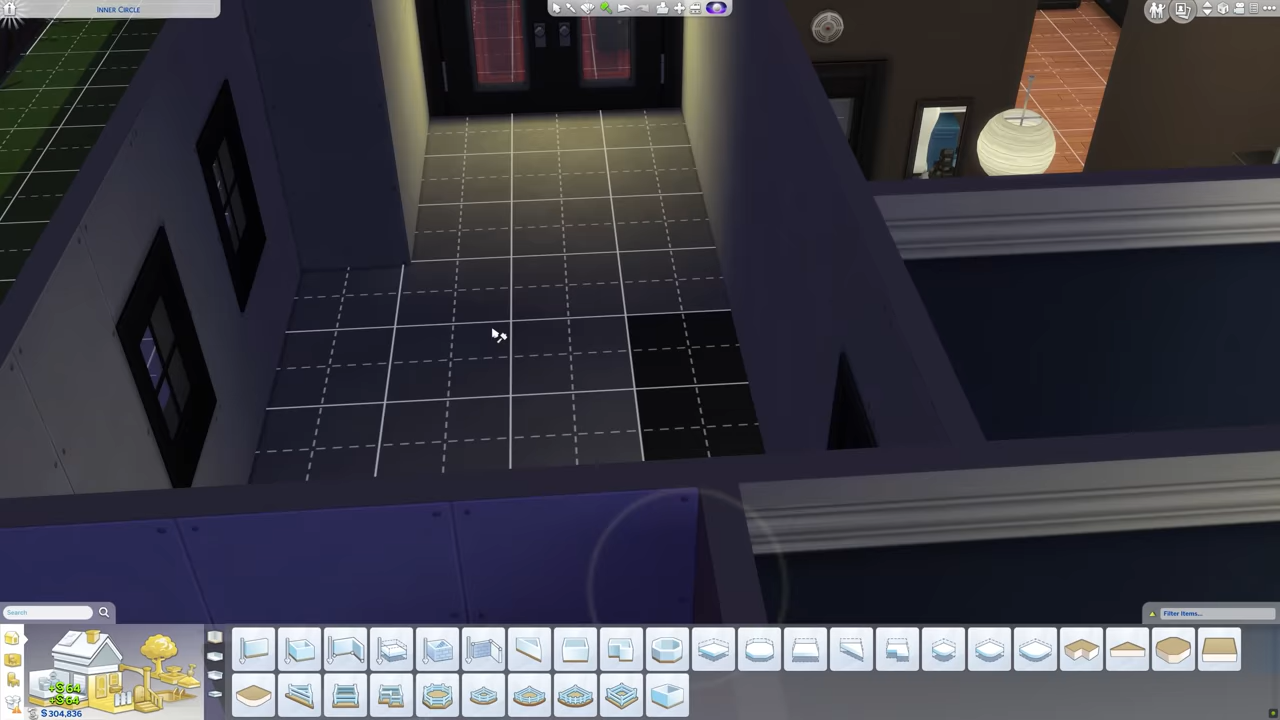 INNER CIRCLE
Search
Filter Items...
+§64
+§64
§304,836